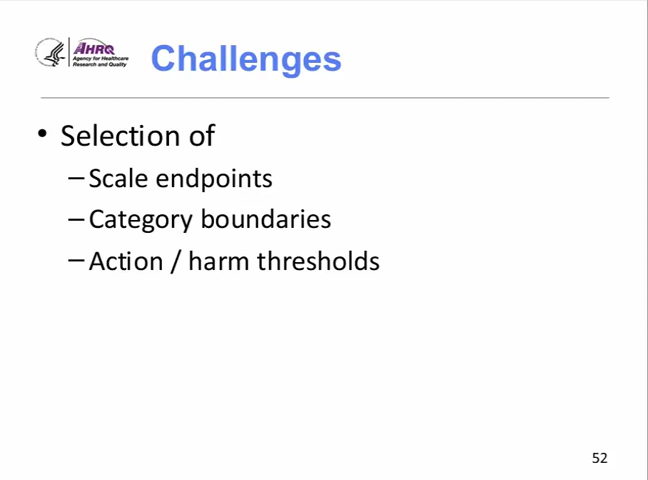 AHRQ
Agency for Healthcare
Research and Quality
Challenges
• Selection of
– Scale endpoints
– Category boundaries
– Action / harm thresholds
52